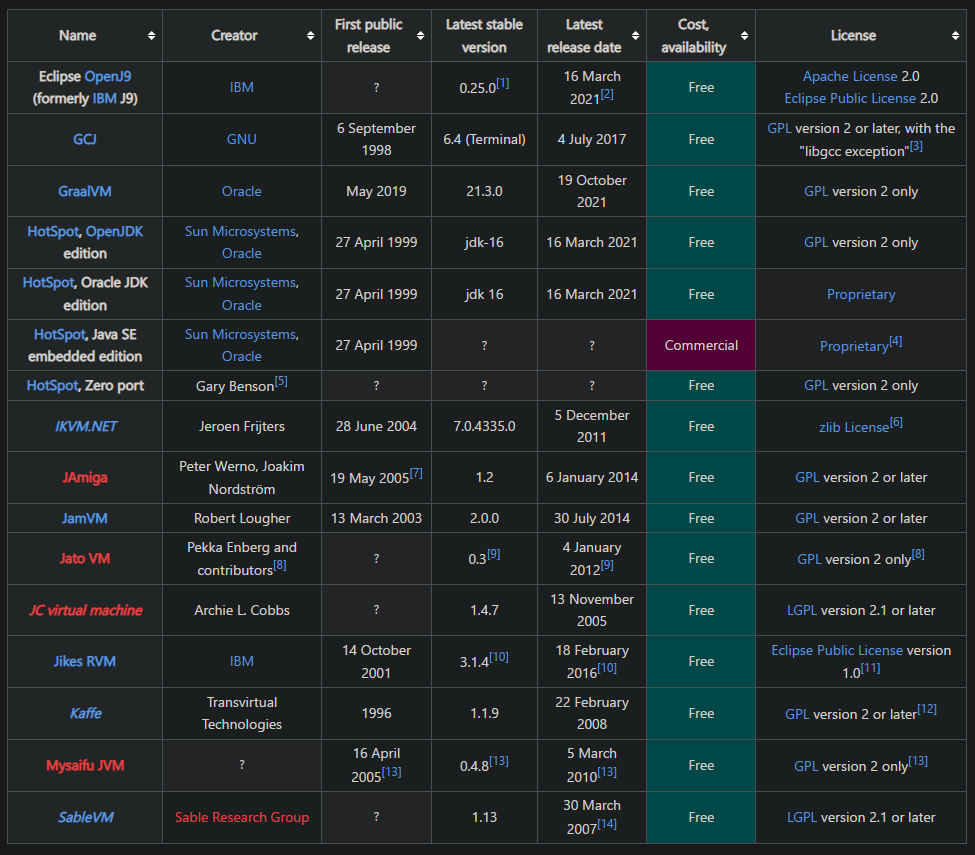 Name Creator First public release Latest stable version Latest release date Cost, availability License
Eclipse OpenJ9 (formerly IBM J9) IBM ? 0.25.0[1] 16 March 2021[2] Free Apache License 2.0 Eclipse Public License 2.0
GCJ GNU 6 September 1998 6.4 (Terminal) 4 July 2017 Free GPL version 2 or later, with the "libgcc exception"[3]
GraalVM Oracle May 2019 21.3.0 19 October 2021 Free GPL version 2 only
HotSpot, OpenJDK edition Sun Microsystems, Oracle 27 April 1999 jdk-16 16 March 2021 Free GPL version 2 only
HotSpot, Oracle JDK edition Sun Microsystems, Oracle 27 April 1999 jdk 16 16 March 2021 Free Proprietary
HotSpot, Java SE embedded edition Sun Microsystems, Oracle 27 April 1999 ? ? Commercial Proprietary[4]
HotSpot, Zero port Gary Benson[5] ? ? ? Free GPL version 2 only
IKVM.NET Jeroen Frijters 28 June 2004 7.0.4335.0 5 December 2011 Free zlib License[6]
JAmiga Peter Werno, Joakim Nordström 19 May 2005[7] 1.2 6 January 2014 Free GPL version 2 or later
JamVM Robert Lougher 13 March 2003 2.0.0 30 July 2014 Free GPL version 2 or later
Jato VM Pekka Enberg and contributors[8] ? 0.3[9] 4 January 2012[9] Free GPL version 2 only[8]
JC virtual machine Archie L. Cobbs ? 1.4.7 13 November 2005 Free LGPL version 2.1 or later
Jikes RVM IBM 14 October 2001 3.1.4[10] 18 February 2016[10] Free Eclipse Public License version 1.0[11]
Kaffe Transvirtual Technologies 1996 1.1.9 22 February 2008 Free GPL version 2 or later[12]
Mysaifu JVM ? 16 April 2005[13] 0.4.8[13] 5 March 2010[13] Free GPL version 2 only[13]
SableVM Sable Research Group ? 1.13 30 March 2007[14] Free LGPL version 2.1 or later